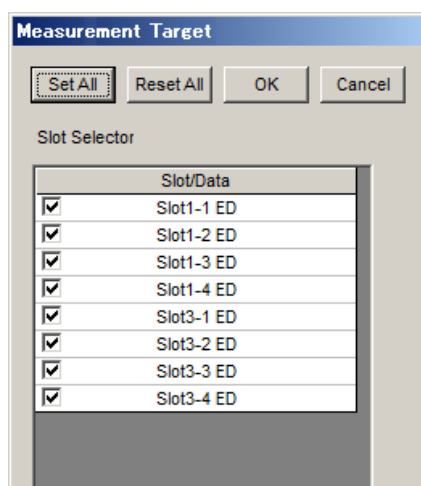 Measurement Target
Set All Reset All OK Cancel
Slot Selector
Slot/Data
Slot1-1 ED
Slot1-2 ED
Slot1-3 ED
Slot1-4 ED
Slot3-1 ED
Slot3-2 ED
Slot3-3 ED
Slot3-4 ED